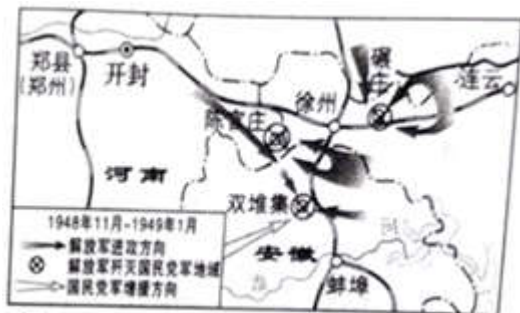 郑县
(郑州)
开封
碾
庄
连云
徐州
陈官庄
河南
双堆集
安徽
蚌埠
1948年11月-1949年1月
解放军进攻方向
解放军歼灭国民党军地域
国民党军增援方向